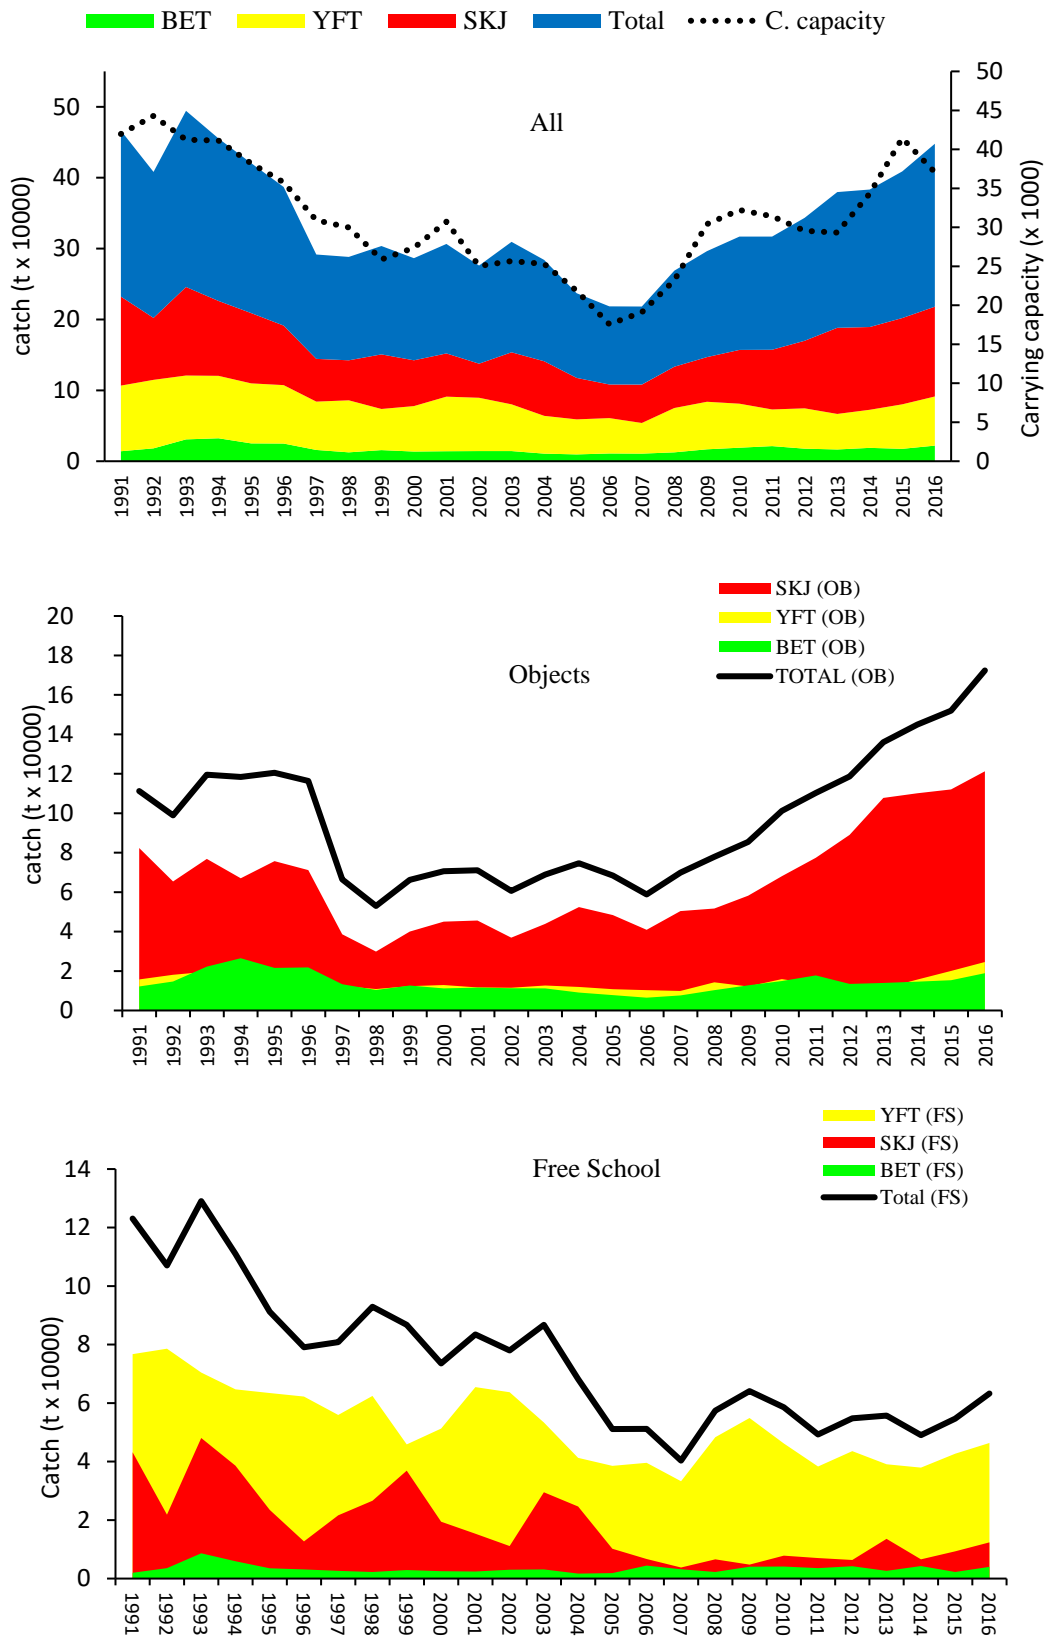 BET YFT SKJ Total C. capacity
All
catch (t x 10000)
50
40
30
20
10
0
50
45
40
35
30
25
20
15
10
5
0
Carrying capacity (x 1000)
1991 1992 1993 1994 1995 1996 1997 1998 1999 2000 2001 2002 2003 2004 2005 2006 2007 2008 2009 2010 2011 2012 2013 2014 2015 2016
SKJ (OB)
YFT (OB)
BET (OB)
TOTAL (OB)
Objects
catch (t x 10000)
20
18
16
14
12
10
8
6
4
2
0
1991 1992 1993 1994 1995 1996 1997 1998 1999 2000 2001 2002 2003 2004 2005 2006 2007 2008 2009 2010 2011 2012 2013 2014 2015 2016
YFT (FS)
SKJ (FS)
BET (FS)
Total (FS)
Free School
Catch (t x 10000)
14
12
10
8
6
4
2
0
1991 1992 1993 1994 1995 1996 1997 1998 1999 2000 2001 2002 2003 2004 2005 2006 2007 2008 2009 2010 2011 2012 2013 2014 2015 2016